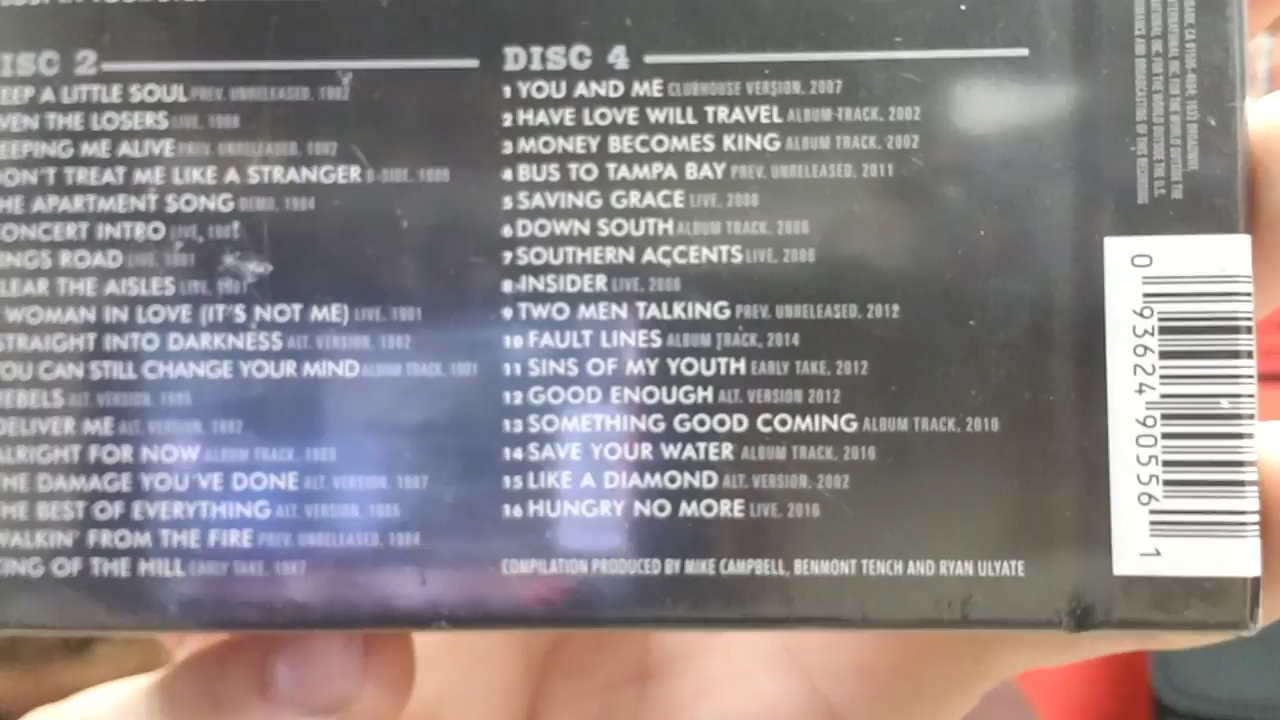 ISC 2
EEP A LITTLE SOUL PREV. UNRELEASED, 1982
VEN THE LOSERS LIVE, 1980
EEPING ME ALIVE PREV. UNRELEASED, 1982
ON'T TREAT ME LIKE A STRANGER B-SIDE, 1989
HE APARTMENT SONG DEMO, 1984
ONCERT INTRO LIVE, 1981
NGS ROAD LIVE, 1981
LEAR THE AISLES LIVE, 1981
WOMAN IN LOVE (IT'S NOT ME) LIVE, 1981
TRAIGHT INTO DARKNESS ALT. VERSION, 1982
OU CAN STILL CHANGE YOUR MIND ALBUM TRACK, 1981
EBELS ALT. VERSION, 1985
DELIVER ME ALT. VERSION, 1982
ALRIGHT FOR NOW ALBUM TRACK, 1989
HE DAMAGE YOU'VE DONE ALT. VERSION, 1987
HE BEST OF EVERYTHING ALT. VERSION, 1985
WALKIN' FROM THE FIRE PREV. UNRELEASED, 1984
ING OF THE HILL EARLY TAKE, 1987
DISC 4
1 YOU AND ME CLUBHOUSE VERSION, 2007
2 HAVE LOVE WILL TRAVEL ALBUM TRACK, 2002
3 MONEY BECOMES KING ALBUM TRACK, 2002
4 BUS TO TAMPA BAY PREV. UNRELEASED, 2011
5 SAVING GRACE LIVE, 2006
6 DOWN SOUTH ALBUM TRACK, 2006
7 SOUTHERN ACCENTS LIVE, 2006
8 INSIDER LIVE, 2006
9 TWO MEN TALKING PREV. UNRELEASED, 2012
10 FAULT LINES ALBUM TRACK, 2014
11 SINS OF MY YOUTH EARLY TAKE, 2012
12 GOOD ENOUGH ALT. VERSION 2012
13 SOMETHING GOOD COMING ALBUM TRACK, 2010
14 SAVE YOUR WATER ALBUM TRACK, 2016
15 LIKE A DIAMOND ALT. VERSION, 2002
16 HUNGRY NO MORE LIVE, 2016
COMPILATION PRODUCED BY MIKE CAMPBELL, BENMONT TENCH AND RYAN ULYATE
0 93624 90556 1